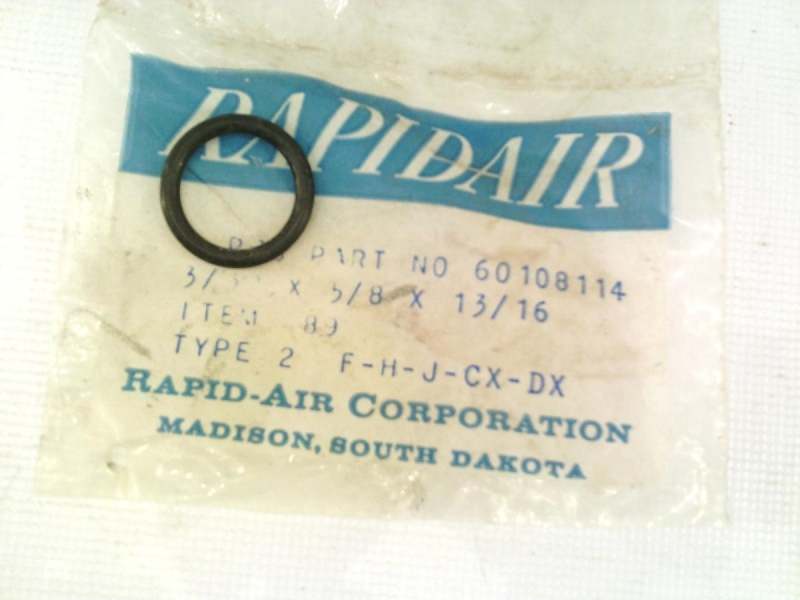 RAPIDAIR
PART NO 60108114
x 5/8 x 13/16
ITEM 89
TYPE 2 F-H-J-CX-DX
RAPID-AIR CORPORATION
MADISON, SOUTH DAKOTA